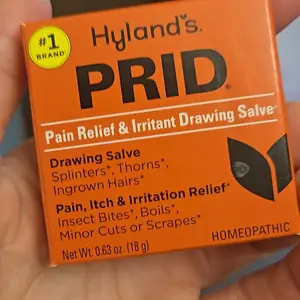 #1
BRAND
Hyland's®
PRID®
Pain Relief & Irritant Drawing Salve*
Drawing Salve
Splinters*, Thorns*,
Ingrown Hairs*
Pain, Itch & Irritation Relief*
Insect Bites*, Boils*,
Minor Cuts or Scrapes*
Net Wt. 0.63 oz. (18 g)
HOMEOPATHIC